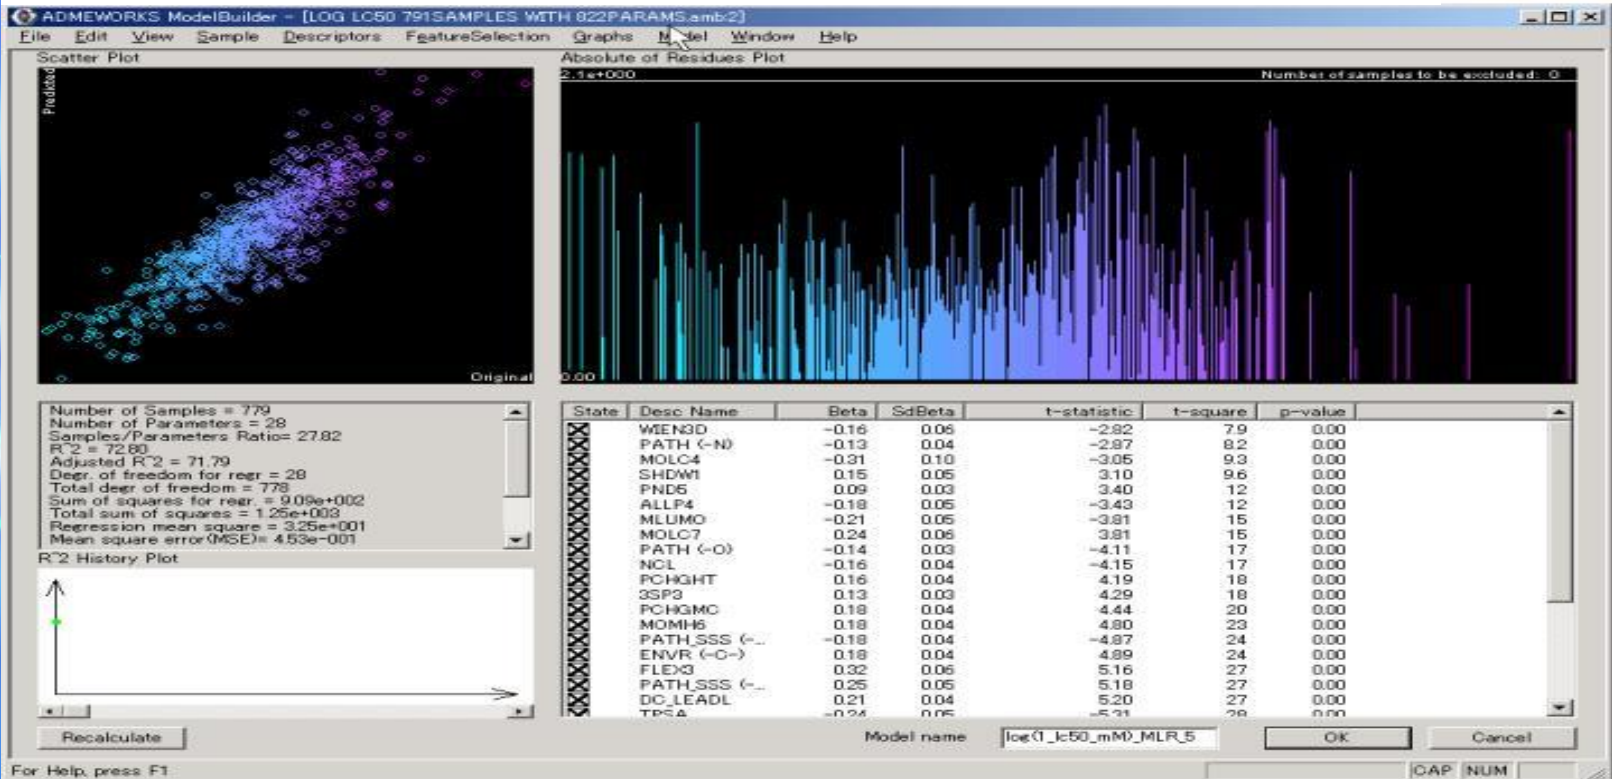 ADMEWORKS ModelBuilder - [LOG LC50 791SAMPLES WITH 822PARAMS.amb:2]
File Edit View Sample Descriptors FeatureSelection Graphs Model Window Help
Scatter Plot
Predicted
Original
Absolute of Residues Plot
2.1e+000 Number of samples to be excluded: 0
0.00
Number of Samples = 779
Number of Parameters = 28
Samples/Parameters Ratio= 27.82
R^2 = 72.80
Adjusted R^2 = 71.79
Degr. of freedom for regr = 28
Total degr of freedom = 778
Sum of squares for regr. = 9.09e+002
Total sum of squares = 1.25e+003
Regression mean square = 3.25e+001
Mean square error(MSE)= 4.53e-001
R^2 History Plot
State Desc Name Beta SdBeta t-statistic t-square p-value
WIEN3D -0.16 0.06 -2.82 7.9 0.00
PATH (-N) -0.13 0.04 -2.87 8.2 0.00
MOLC4 -0.31 0.10 -3.05 9.3 0.00
SHDW1 0.15 0.05 3.10 9.6 0.00
PND5 0.09 0.03 3.40 12 0.00
ALLP4 -0.18 0.05 -3.43 12 0.00
MLUMO -0.21 0.05 -3.81 15 0.00
MOLC7 0.24 0.06 3.81 15 0.00
PATH (-O) -0.14 0.03 -4.11 17 0.00
NCL -0.16 0.04 -4.15 17 0.00
PCHGHT 0.16 0.04 4.19 18 0.00
3SP3 0.13 0.03 4.29 18 0.00
PCHGMC 0.18 0.04 4.44 20 0.00
MOMH6 0.18 0.04 4.80 23 0.00
PATH_SSS (-... -0.18 0.04 -4.87 24 0.00
ENVR (-C-) 0.18 0.04 4.89 24 0.00
FLEX3 0.32 0.06 5.16 27 0.00
PATH_SSS (-... 0.25 0.05 5.18 27 0.00
DC_LEADL 0.21 0.04 5.20 27 0.00
TPSA -0.24 0.05 -5.31 28 0.00
Recalculate Model name log(1_lc50_mM)_MLR_5 OK Cancel
For Help, press F1 CAP NUM